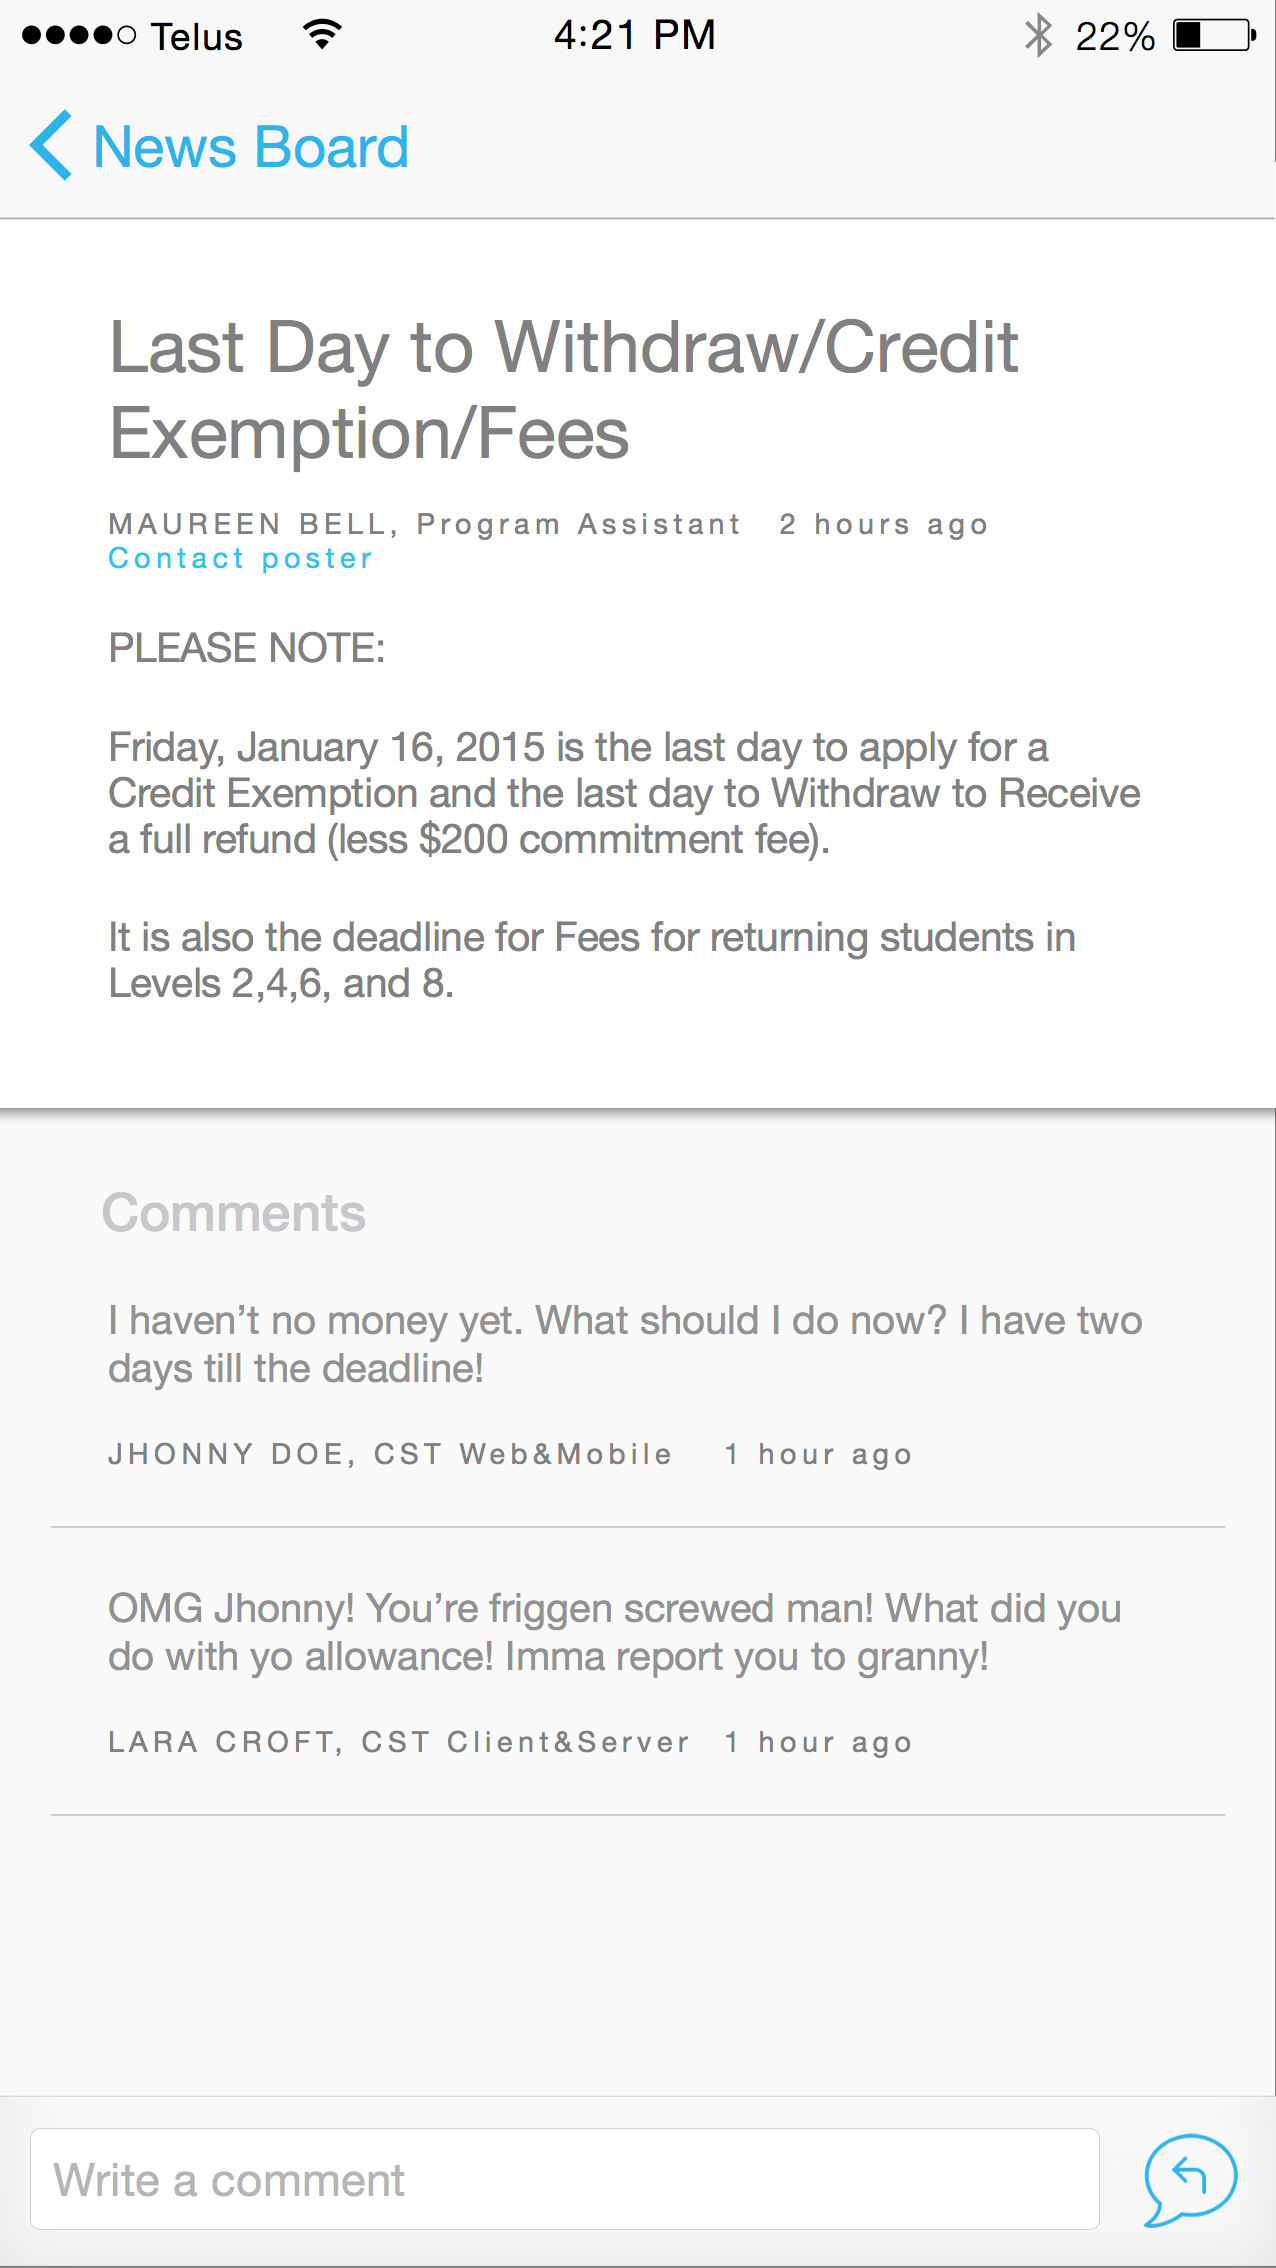 Telus 4:21 PM 22%
News Board
Last Day to Withdraw/Credit
Exemption/Fees
MAUREEN BELL, Program Assistant 2 hours ago
Contact poster
PLEASE NOTE:
Friday, January 16, 2015 is the last day to apply for a
Credit Exemption and the last day to Withdraw to Receive
a full refund (less $200 commitment fee).
It is also the deadline for Fees for returning students in
Levels 2,4,6, and 8.
Comments
I haven’t no money yet. What should I do now? I have two
days till the deadline!
JHONNY DOE, CST Web&Mobile 1 hour ago
OMG Jhonny! You’re friggen screwed man! What did you
do with yo allowance! Imma report you to granny!
LARA CROFT, CST Client&Server 1 hour ago
Write a comment